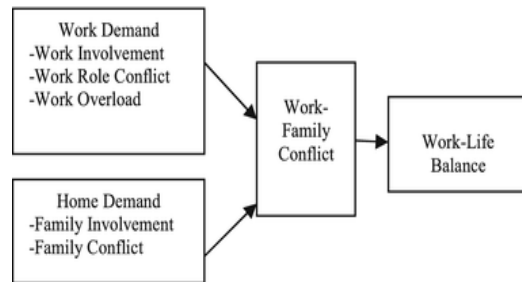 Work Demand
-Work Involvement
-Work Role Conflict
-Work Overload
Home Demand
-Family Involvement
-Family Conflict
Work-
Family
Conflict
Work-Life
Balance